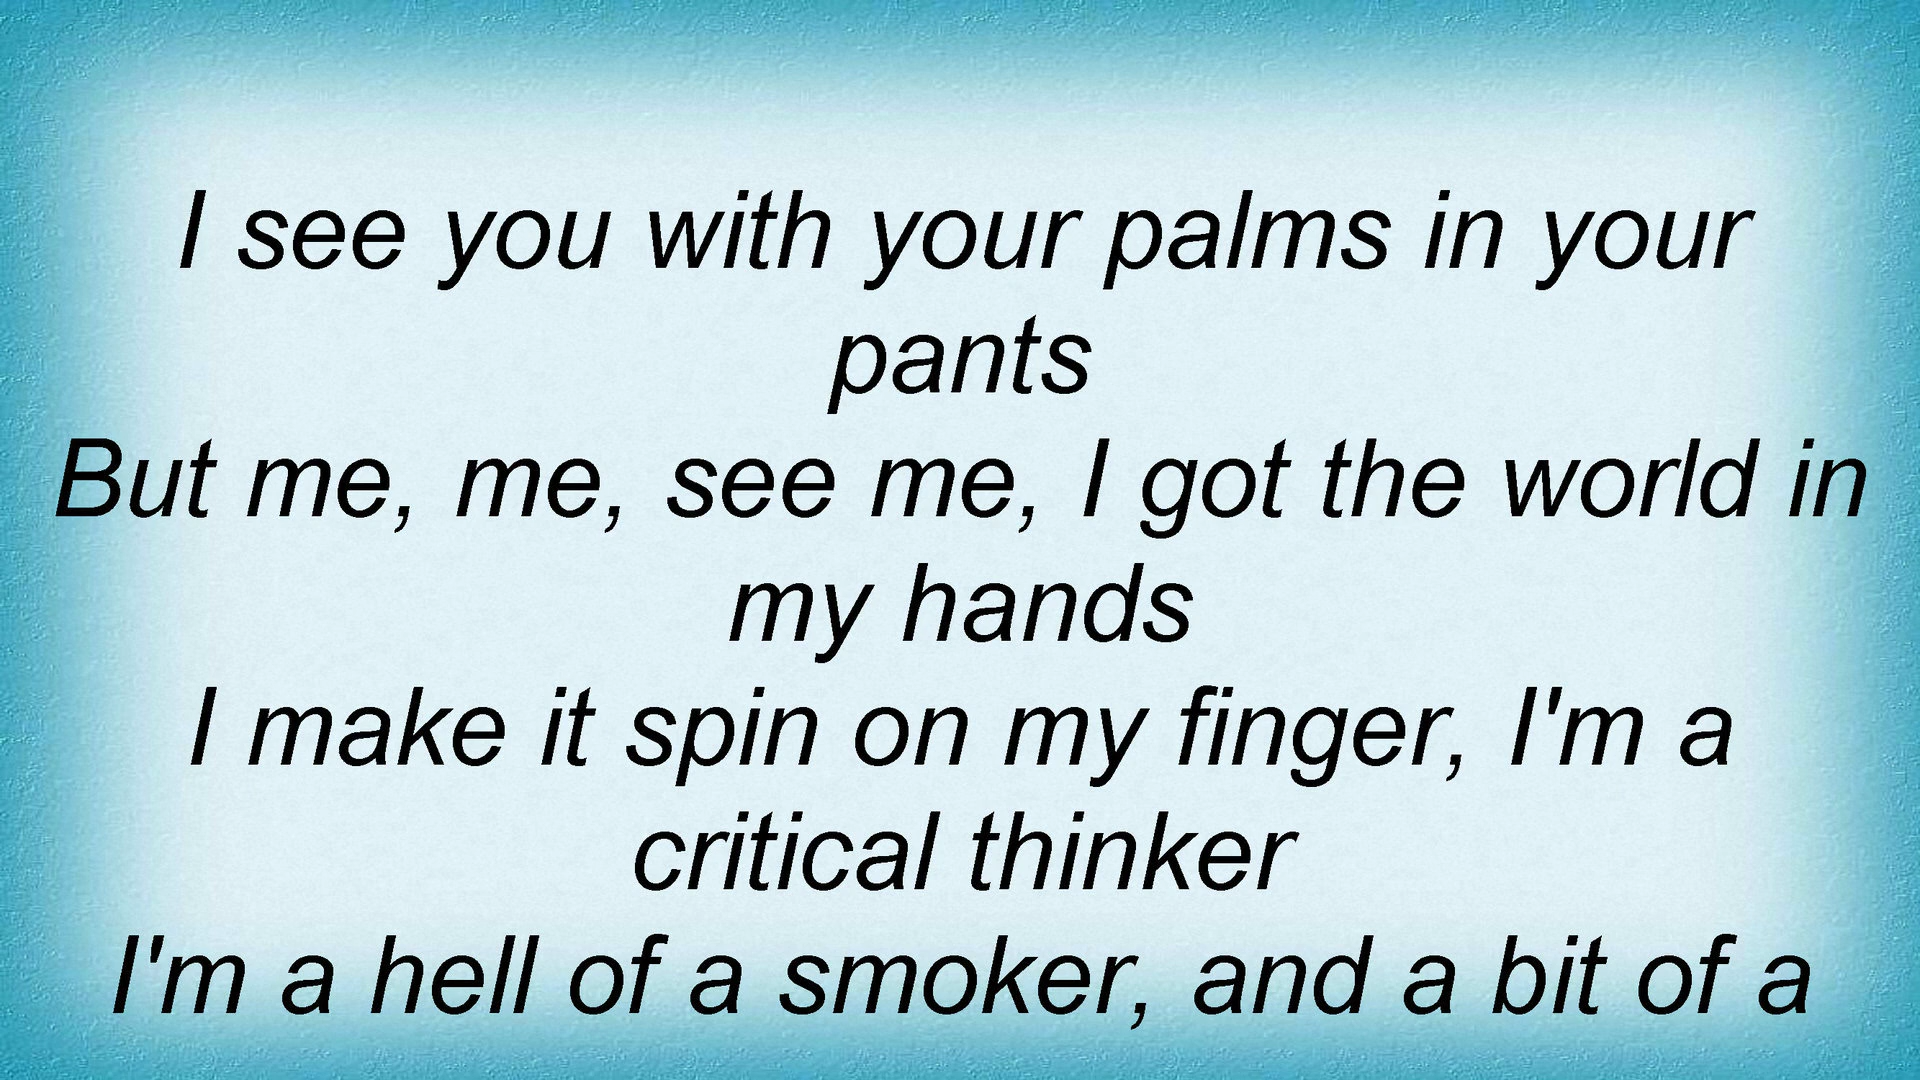 I see you with your palms in your
pants
But me, me, see me, I got the world in
my hands
I make it spin on my finger, I'm a
critical thinker
I'm a hell of a smoker, and a bit of a